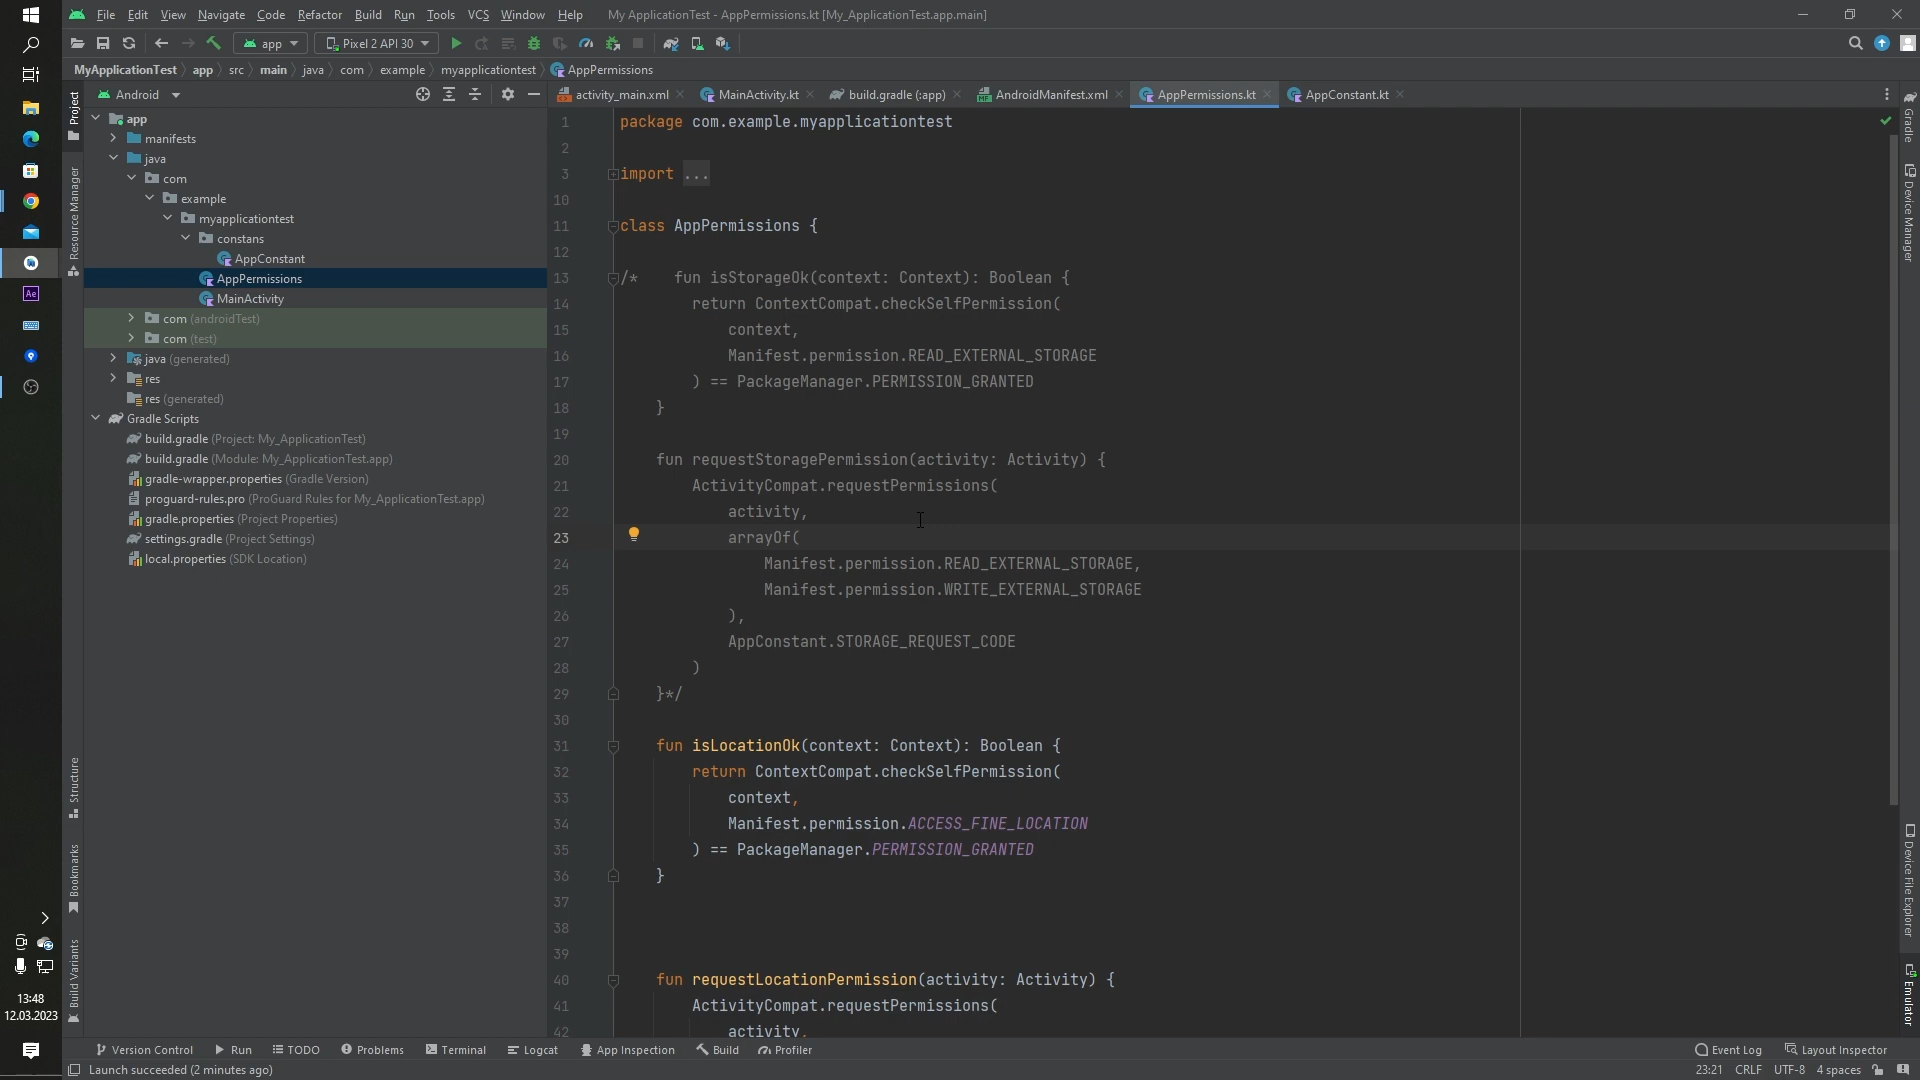 File Edit View Navigate Code Refactor Build Run Tools VCS Window Help My ApplicationTest - AppPermissions.kt [My_ApplicationTest.app.main]
app Pixel 2 API 30
MyApplicationTest app src main java com example myapplicationtest AppPermissions
Android
activity_main.xml MainActivity.kt build.gradle (:app) AndroidManifest.xml AppPermissions.kt AppConstant.kt
Project
Resource Manager
Structure
Bookmarks
Build Variants
app
manifests
java
com
example
myapplicationtest
constans
AppConstant
AppPermissions
MainActivity
com (androidTest)
com (test)
java (generated)
res
res (generated)
Gradle Scripts
build.gradle (Project: My_ApplicationTest)
build.gradle (Module: My_ApplicationTest.app)
gradle-wrapper.properties (Gradle Version)
proguard-rules.pro (ProGuard Rules for My_ApplicationTest.app)
gradle.properties (Project Properties)
settings.gradle (Project Settings)
local.properties (SDK Location)
Ae
13:48
12.03.2023
1 package com.example.myapplicationtest
2
3 import ...
10
11 class AppPermissions {
12
13 /* fun isStorageOk(context: Context): Boolean {
14 return ContextCompat.checkSelfPermission(
15 context,
16 Manifest.permission.READ_EXTERNAL_STORAGE
17 ) == PackageManager.PERMISSION_GRANTED
18 }
19
20 fun requestStoragePermission(activity: Activity) {
21 ActivityCompat.requestPermissions(
22 activity,
23 arrayOf(
24 Manifest.permission.READ_EXTERNAL_STORAGE,
25 Manifest.permission.WRITE_EXTERNAL_STORAGE
26 ),
27 AppConstant.STORAGE_REQUEST_CODE
28 )
29 }*/
30
31 fun isLocationOk(context: Context): Boolean {
32 return ContextCompat.checkSelfPermission(
33 context,
34 Manifest.permission.ACCESS_FINE_LOCATION
35 ) == PackageManager.PERMISSION_GRANTED
36 }
37
38
39
40 fun requestLocationPermission(activity: Activity) {
41 ActivityCompat.requestPermissions(
42 activity,
Gradle
Device Manager
Device File Explorer
Emulator
Version Control Run TODO Problems Terminal Logcat App Inspection Build Profiler Event Log Layout Inspector
Launch succeeded (2 minutes ago) 23:21 CRLF UTF-8 4 spaces